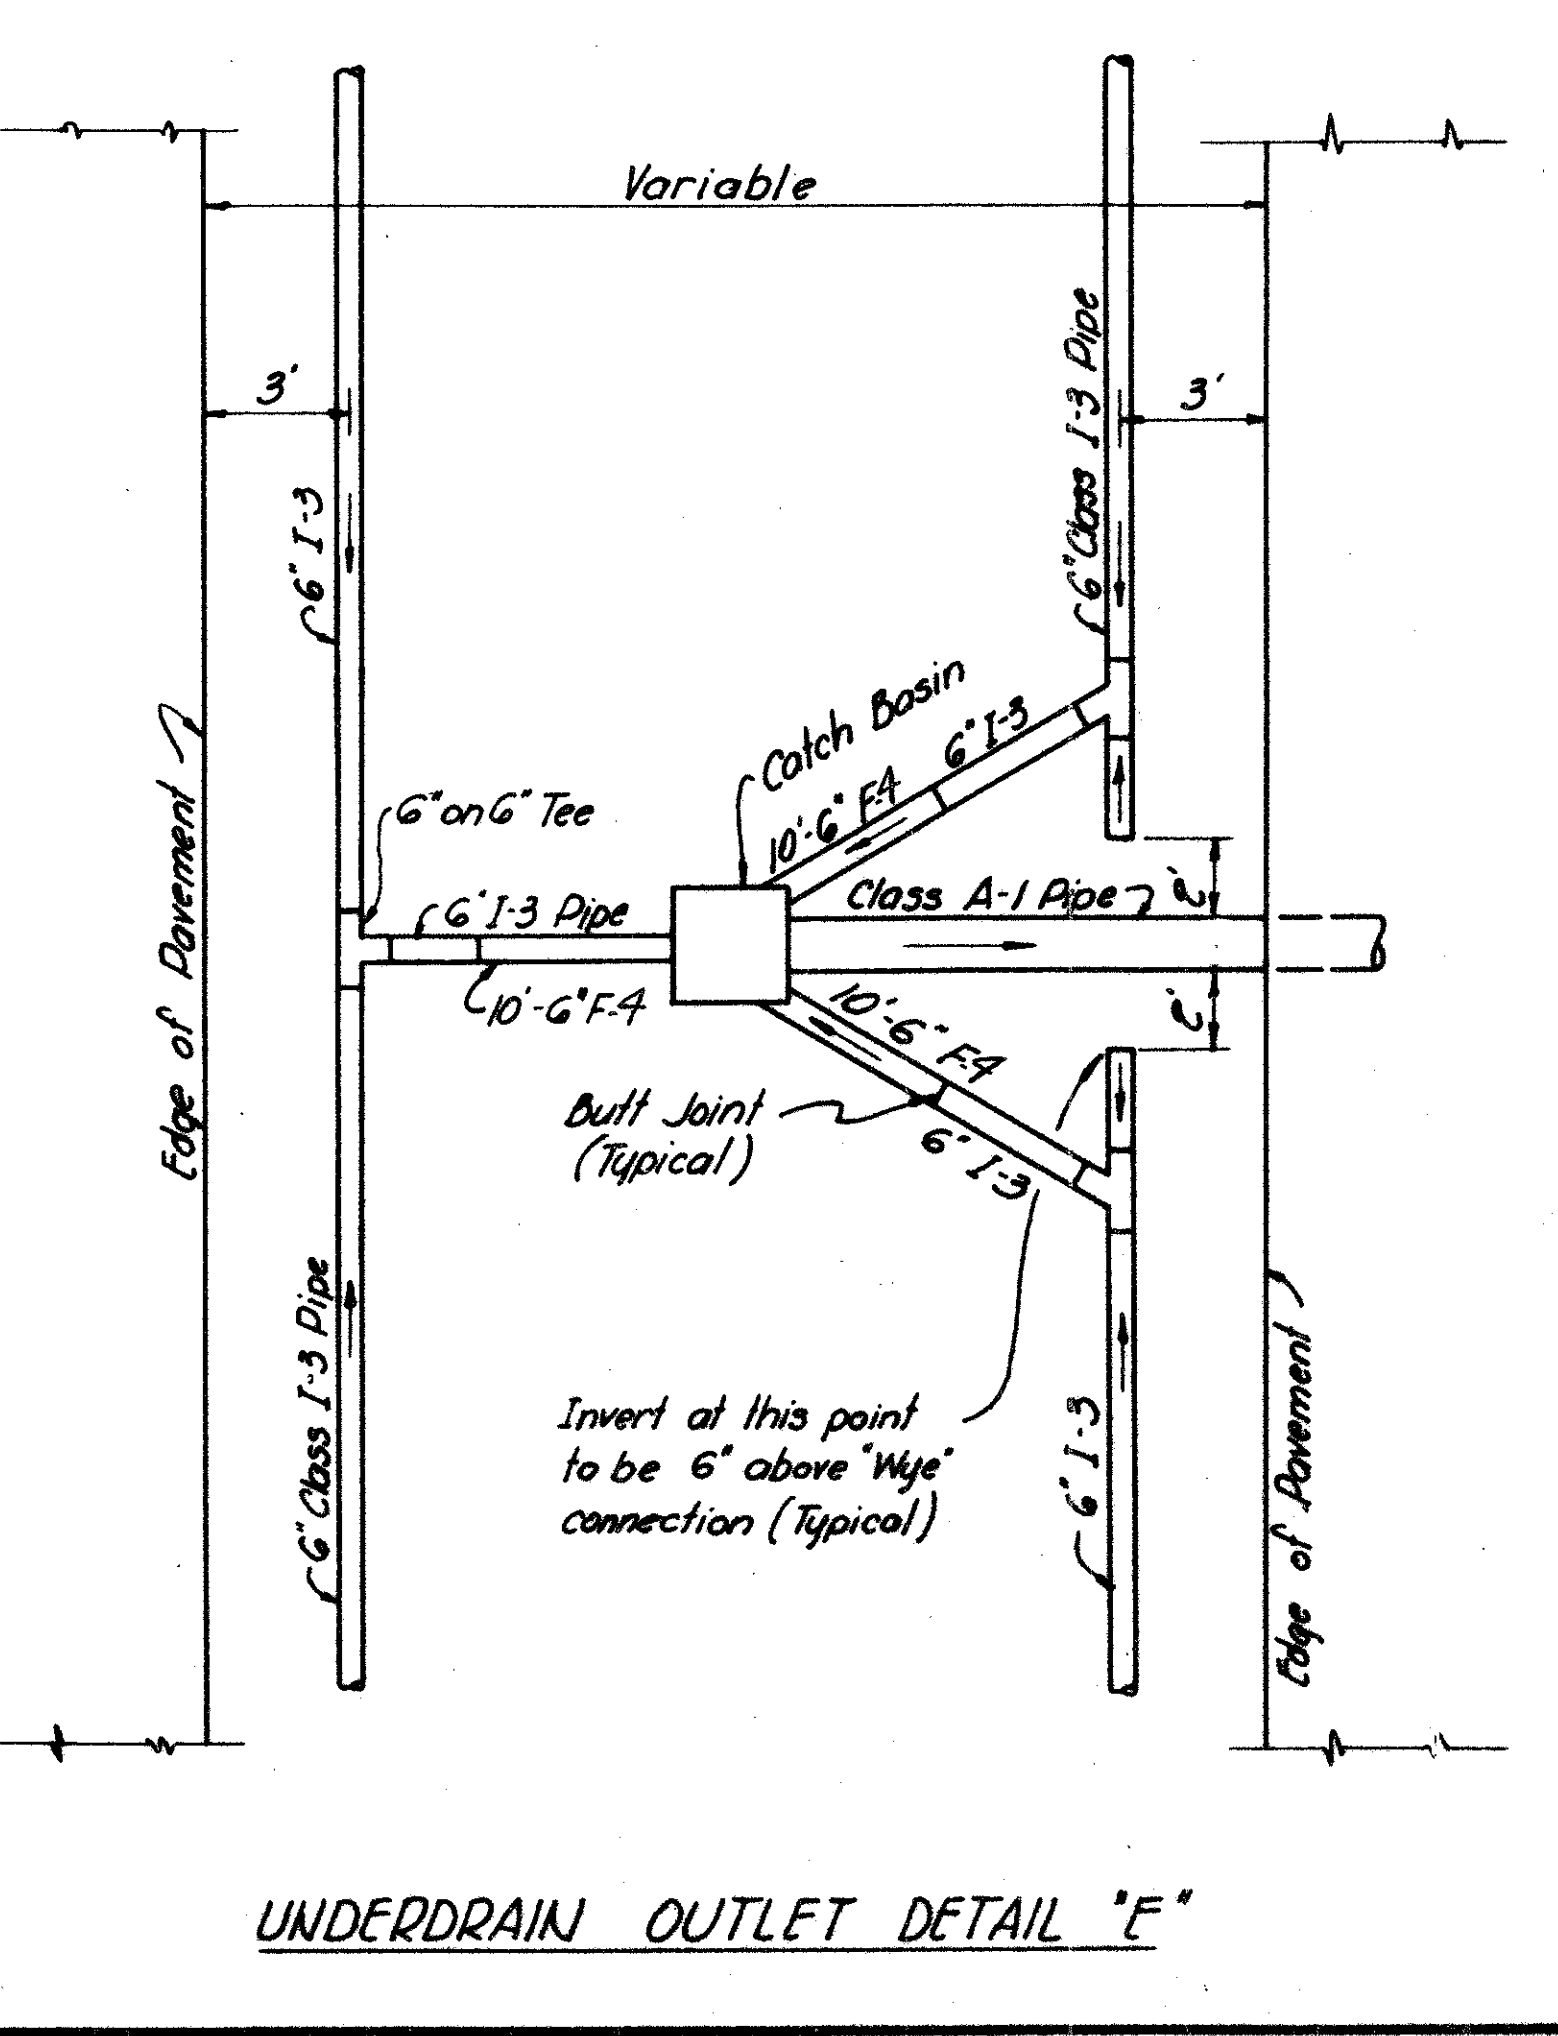 Variable
3'
3'
6" I-3
6" Class I-3 Pipe
Catch Basin
6" I-3
10'-6" F-4
6" on 6" Tee
6" I-3 Pipe
10'-6" F-4
Class A-1 Pipe
2'
2'
10'-6" F-4
6" I-3
Butt Joint
(Typical)
Edge of Pavement
6" Class I-3 Pipe
Invert at this point
to be 6" above "Wye"
connection (Typical)
6" I-3
Edge of Pavement
UNDERDRAIN OUTLET DETAIL "E"